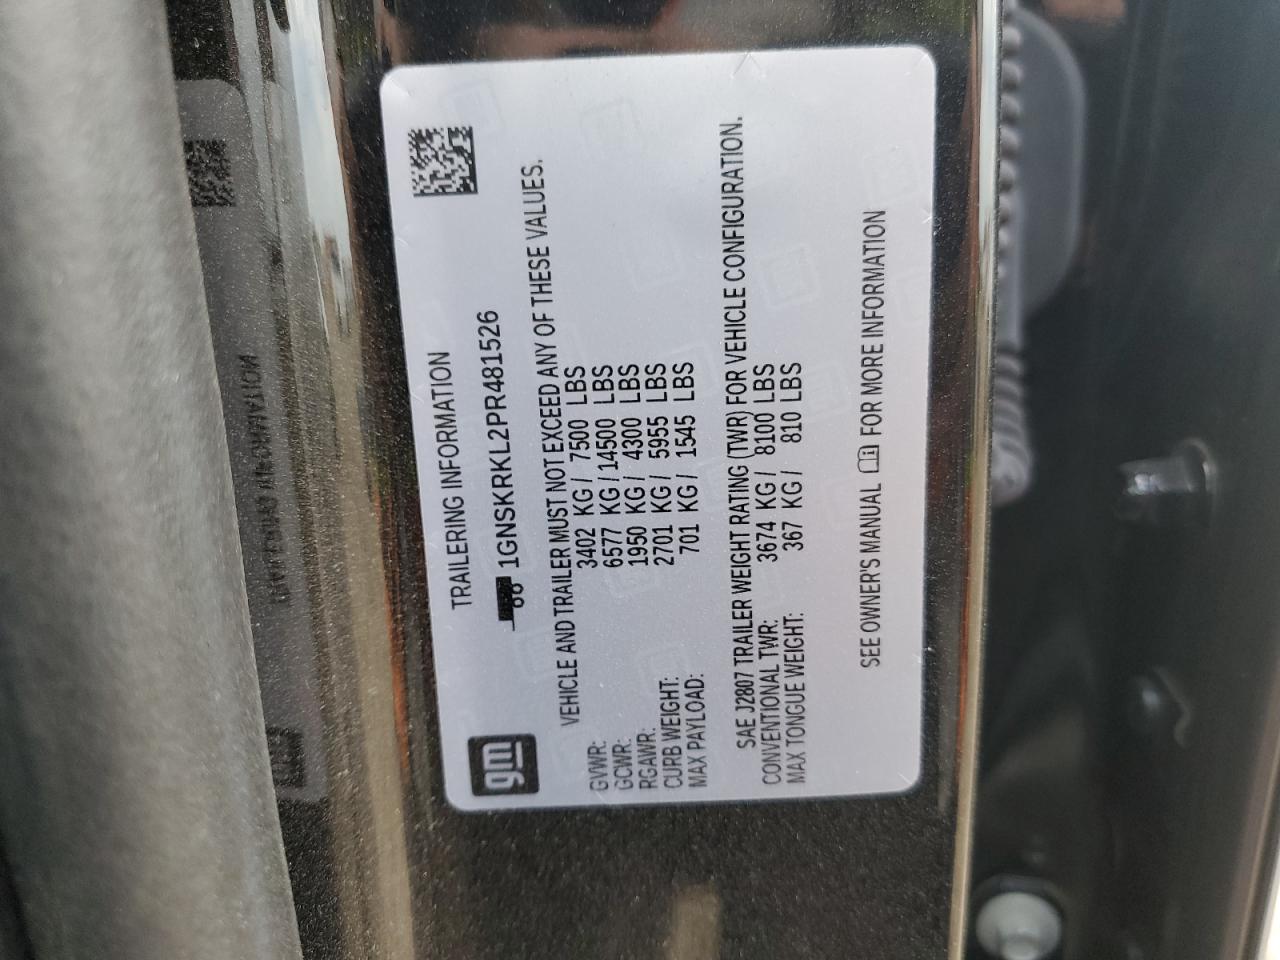 gm
TRAILERING INFORMATION
1GNSKRKL2PR481526
VEHICLE AND TRAILER MUST NOT EXCEED ANY OF THESE VALUES.
GVWR: 3402 KG / 7500 LBS
GCWR: 6577 KG / 14500 LBS
RGAWR: 1950 KG / 4300 LBS
CURB WEIGHT: 2701 KG / 5955 LBS
MAX PAYLOAD: 701 KG / 1545 LBS
SAE J2807 TRAILER WEIGHT RATING (TWR) FOR VEHICLE CONFIGURATION.
CONVENTIONAL TWR: 3674 KG / 8100 LBS
MAX TONGUE WEIGHT: 367 KG / 810 LBS
SEE OWNER'S MANUAL FOR MORE INFORMATION